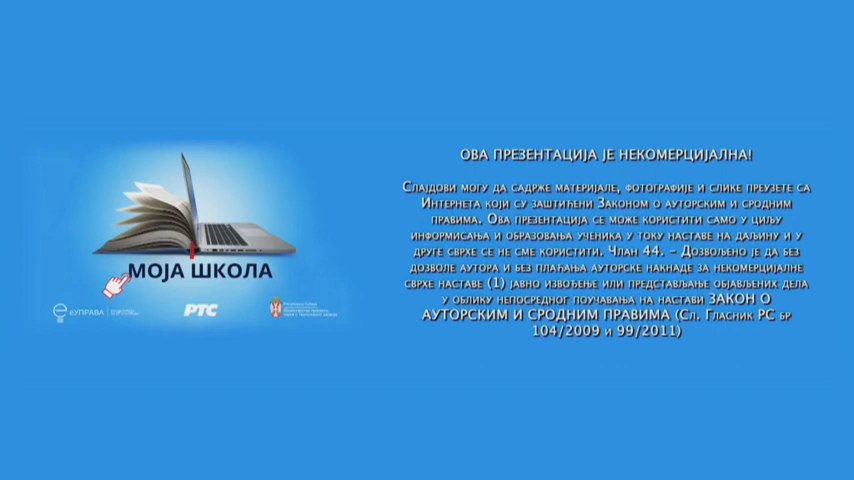 ОВА ПРЕЗЕНТАЦИЈА ЈЕ НЕКОМЕРЦИЈАЛНА!
Слајдови могу да садрже материјале, фотографије и слике преузете са
Интернета који су заштићени Законом о ауторским и сродним
правима. Ова презентација се може користити само у циљу
информисања и образовања ученика у току наставе на даљину и у
друге сврхе се не сме користити. Члан 44. – Дозвољено је да без
дозволе аутора и без плаћања ауторске накнаде за некомерцијалне
сврхе наставе (1) јавно извођење или представљање објављених дела
у облику непосредног поучавања на настави ЗАКОН О
АУТОРСКИМ И СРОДНИМ ПРАВИМА (Сл. Гласник РС бр
104/2009 и 99/2011)
МОЈА ШКОЛА
еУПРАВА
РТС